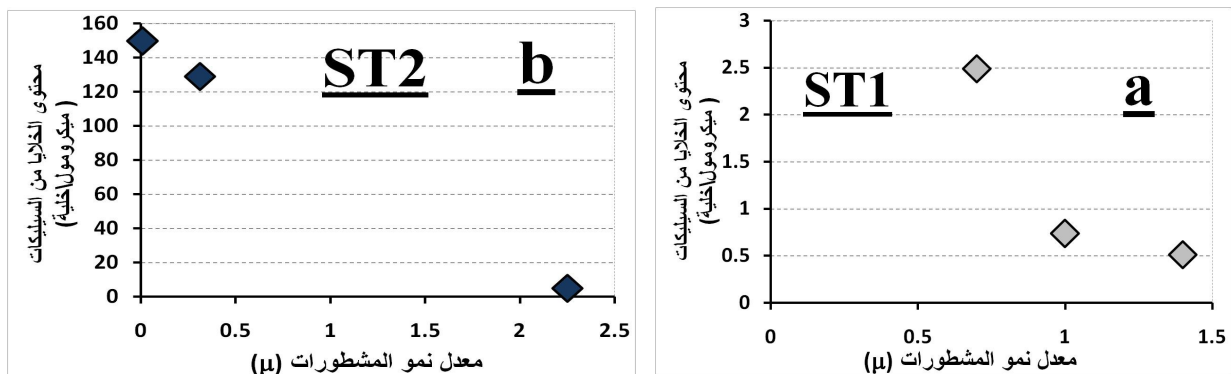 محتوى الخلايا من السيليكات
(ميكرومول\خلية)
160
140
120
100
80
60
40
20
0
ST2
b
0
0.5
1
1.5
2
2.5
معدل نمو المشطورات (µ)
محتوى الخلايا من السيليكات
(ميكرومول\خلية)
3
2.5
2
1.5
1
0.5
0
ST1
a
0
0.5
1
1.5
معدل نمو المشطورات (µ)